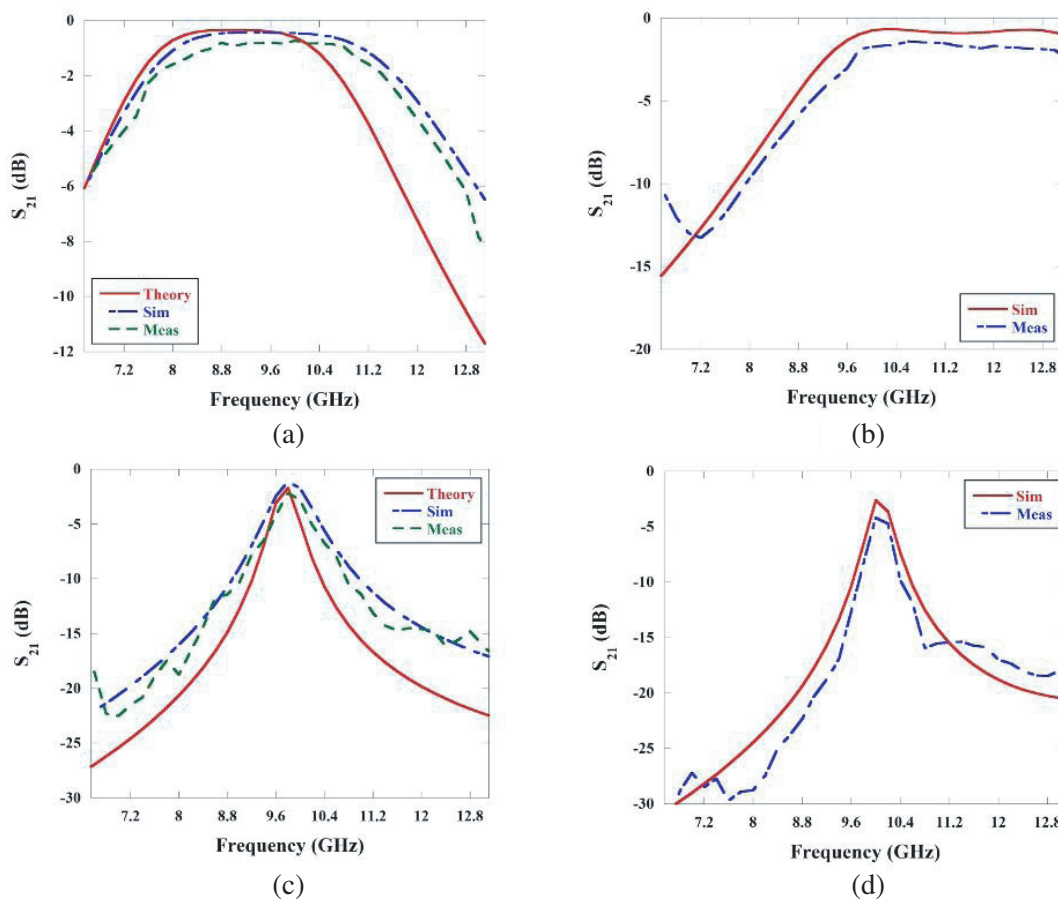 0
-2
-4
-6
-8
-10
-12
S21 (dB)
Theory
Sim
Meas
7.2 8 8.8 9.6 10.4 11.2 12 12.8
Frequency (GHz)
(a)
0
-5
-10
-15
-20
S21 (dB)
Sim
Meas
7.2 8 8.8 9.6 10.4 11.2 12 12.8
Frequency (GHz)
(b)
0
-5
-10
-15
-20
-25
-30
S21 (dB)
Theory
Sim
Meas
7.2 8 8.8 9.6 10.4 11.2 12 12.8
Frequency (GHz)
(c)
0
-5
-10
-15
-20
-25
-30
S21 (dB)
Sim
Meas
7.2 8 8.8 9.6 10.4 11.2 12 12.8
Frequency (GHz)
(d)